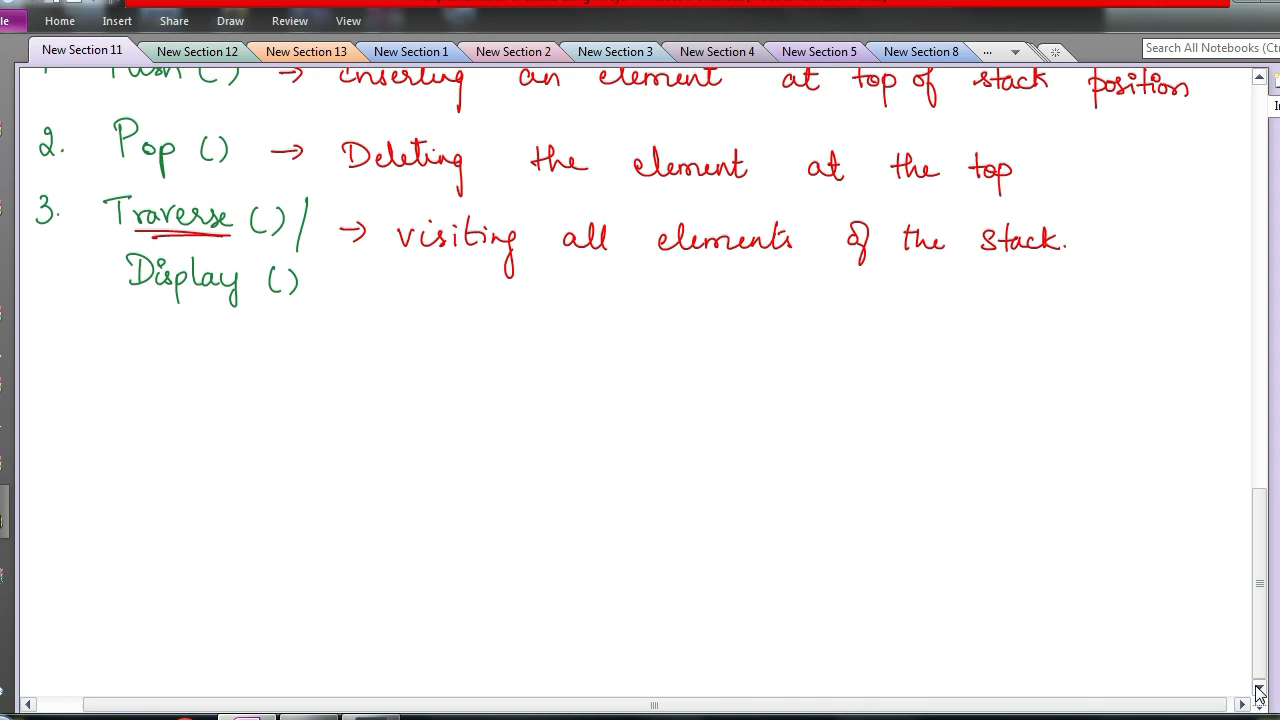 Home Insert Share Draw Review View
New Section 11 New Section 12 New Section 13 New Section 1 New Section 2 New Section 3 New Section 4 New Section 5 New Section 8 ... Search All Notebooks (Ct
1. Push ( ) → Inserting an element at top of stack position
2. Pop ( ) → Deleting the element at the top
3. Traverse ( ) / → visiting all elements of the stack.
Display ( )